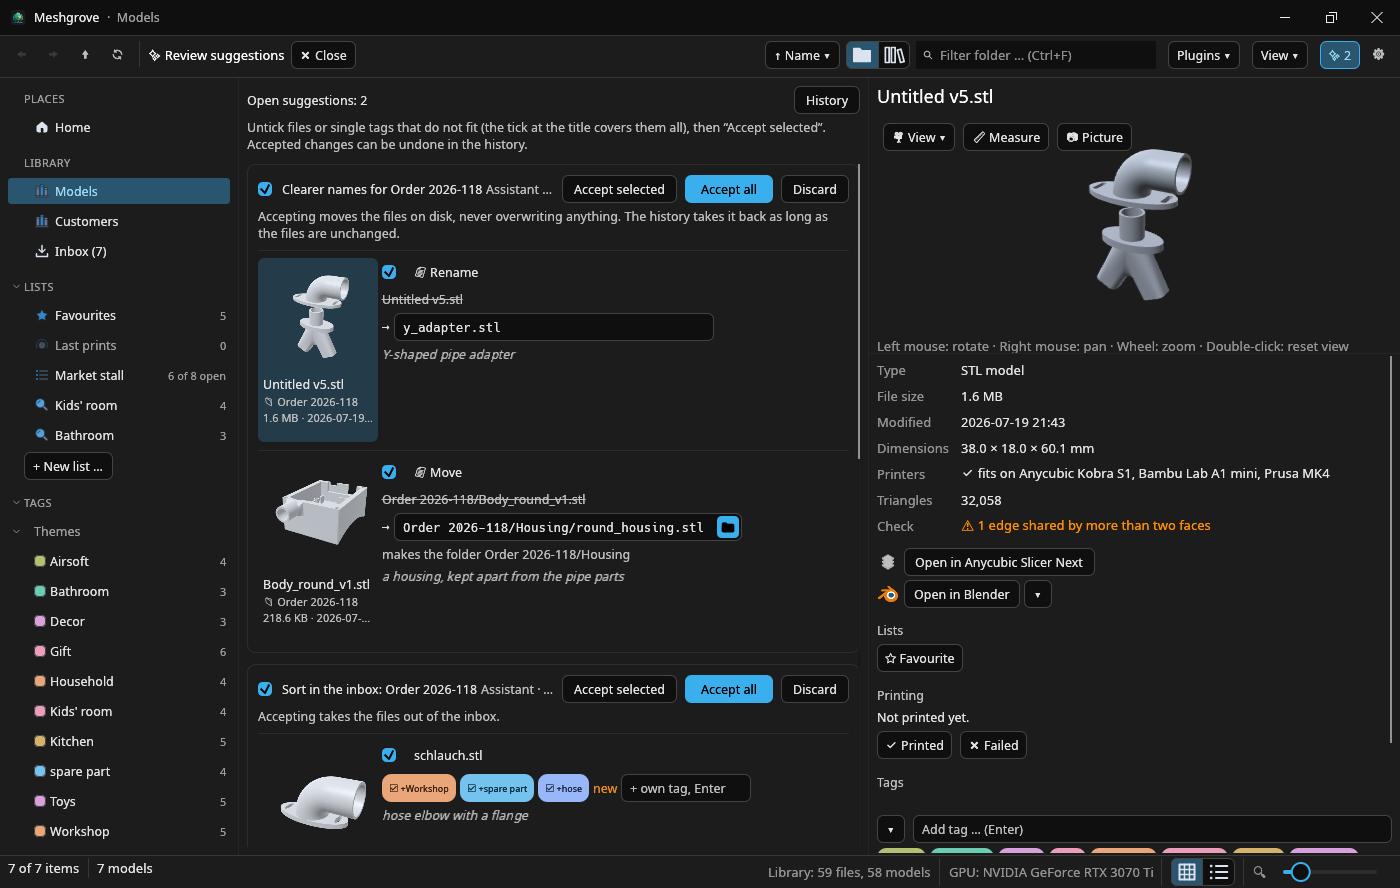 Meshgrove · Models
Review suggestions
Close
↑ Name ▾
Filter folder ... (Ctrl+F)
Plugins ▾
View ▾
2
PLACES
Home
LIBRARY
Models
Customers
Inbox (7)
LISTS
Favourites 5
Last prints 0
Market stall 6 of 8 open
Kids' room 4
Bathroom 3
+ New list ...
TAGS
Themes
Airsoft 4
Bathroom 3
Decor 3
Gift 6
Household 4
Kids' room 4
Kitchen 5
spare part 4
Toys 5
Workshop 5
Open suggestions: 2
History
Untick files or single tags that do not fit (the tick at the title covers them all), then “Accept selected”.
Accepted changes can be undone in the history.
Clearer names for Order 2026-118 Assistant ...
Accept selected
Accept all
Discard
Accepting moves the files on disk, never overwriting anything. The history takes it back as long as
the files are unchanged.
Rename
Untitled v5.stl
→ y_adapter.stl
Y-shaped pipe adapter
Untitled v5.stl
Order 2026-118
1.6 MB · 2026-07-19...
Move
Order 2026-118/Body_round_v1.stl
→ Order 2026-118/Housing/round_housing.stl
makes the folder Order 2026-118/Housing
a housing, kept apart from the pipe parts
Body_round_v1.stl
Order 2026-118
218.6 KB · 2026-07-...
Sort in the inbox: Order 2026-118 Assistant · ...
Accept selected
Accept all
Discard
Accepting takes the files out of the inbox.
schlauch.stl
+Workshop
+spare part
+hose
new
+ own tag, Enter
hose elbow with a flange
Untitled v5.stl
View ▾
Measure
Picture
Left mouse: rotate · Right mouse: pan · Wheel: zoom · Double-click: reset view
Type STL model
File size 1.6 MB
Modified 2026-07-19 21:43
Dimensions 38.0 × 18.0 × 60.1 mm
Printers ✓ fits on Anycubic Kobra S1, Bambu Lab A1 mini, Prusa MK4
Triangles 32,058
Check ⚠ 1 edge shared by more than two faces
Open in Anycubic Slicer Next
Open in Blender
Lists
Favourite
Printing
Not printed yet.
Printed
Failed
Tags
Add tag ... (Enter)
7 of 7 items
7 models
Library: 59 files, 58 models
GPU: NVIDIA GeForce RTX 3070 Ti